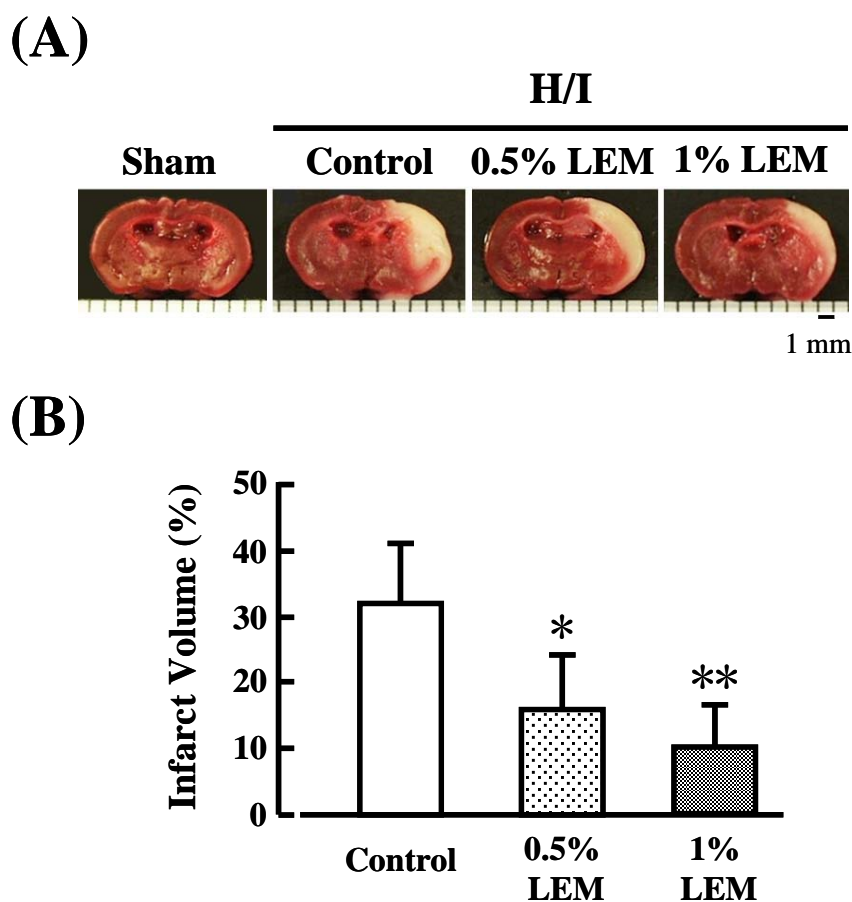 (A)
H/I
Sham Control 0.5% LEM 1% LEM
1 mm
(B)
Infarct Volume (%)
50
40
30
20
10
0
*
**
Control 0.5% 1%
LEM LEM